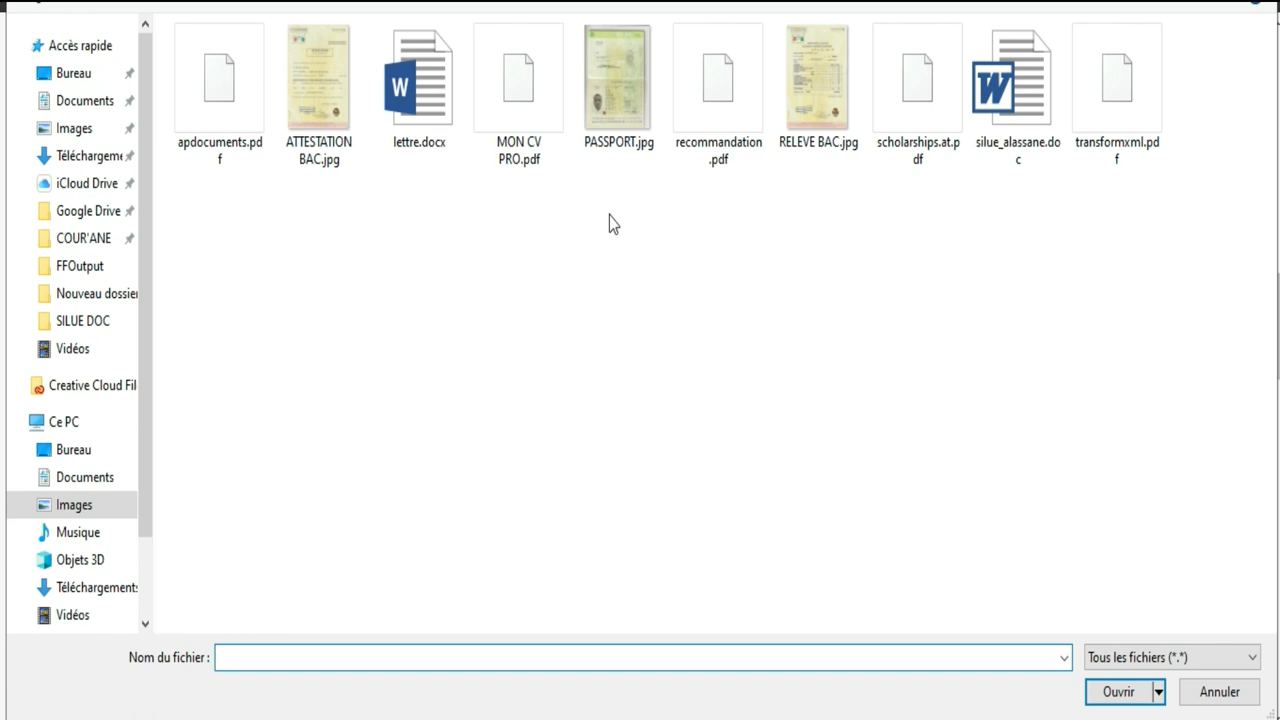 Accès rapide
Bureau
Documents
Images
Téléchargeme
iCloud Drive
Google Drive
COUR'ANE
FFOutput
Nouveau dossier
SILUE DOC
Vidéos
Creative Cloud Fil
Ce PC
Bureau
Documents
Images
Musique
Objets 3D
Téléchargements
Vidéos
apdocuments.pd
f
ATTESTATION
BAC.jpg
lettre.docx
MON CV
PRO.pdf
PASSPORT.jpg
recommandation
.pdf
RELEVE BAC.jpg
scholarships.at.p
df
silue_alassane.do
c
transformxml.pd
f
Nom du fichier :
Tous les fichiers (*.*)
Ouvrir
Annuler